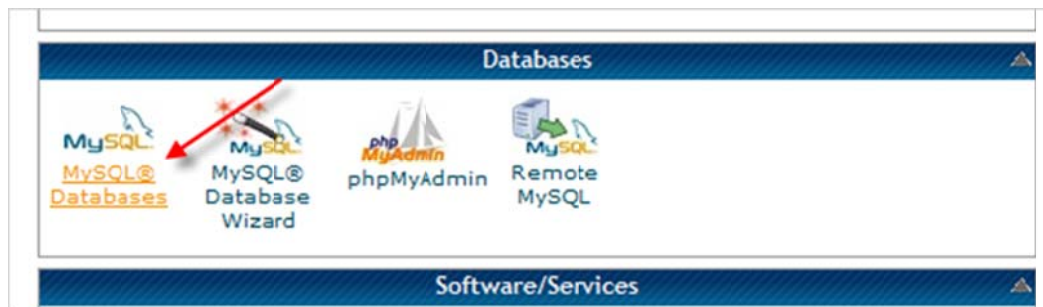 Databases
MySQL
MySQL
php
MyAdmin
MySQL
MySQL®
Databases
MySQL®
Database
Wizard
phpMyAdmin
Remote
MySQL
Software/Services